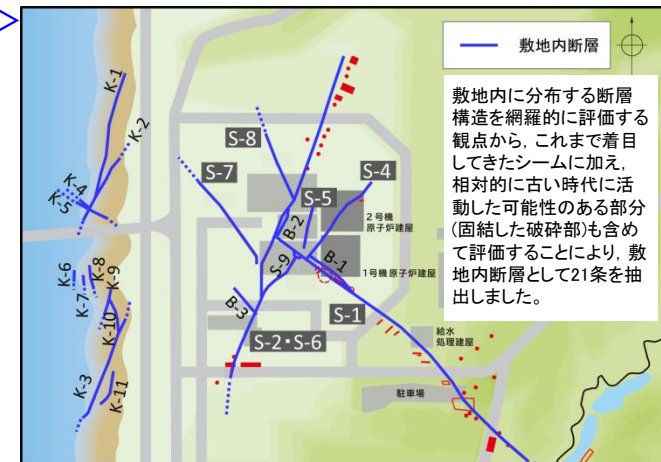 敷地内断層
敷地内に分布する断層
構造を網羅的に評価する
観点から，これまで着目
してきたシームに加え，
相対的に古い時代に活
動した可能性のある部分
(固結した破砕部)も含め
て評価することにより，敷
地内断層として21条を抽
出しました。
K-1
K-2
K-4
K-5
K-6
K-7
K-8
K-9
K-10
K-3
K-11
S-8
S-7
S-4
S-5
B-2
2号機
原子炉建屋
S-9
B-1
1号機原子炉建屋
B-3
S-1
S-2・S-6
給水
処理建屋
駐車場